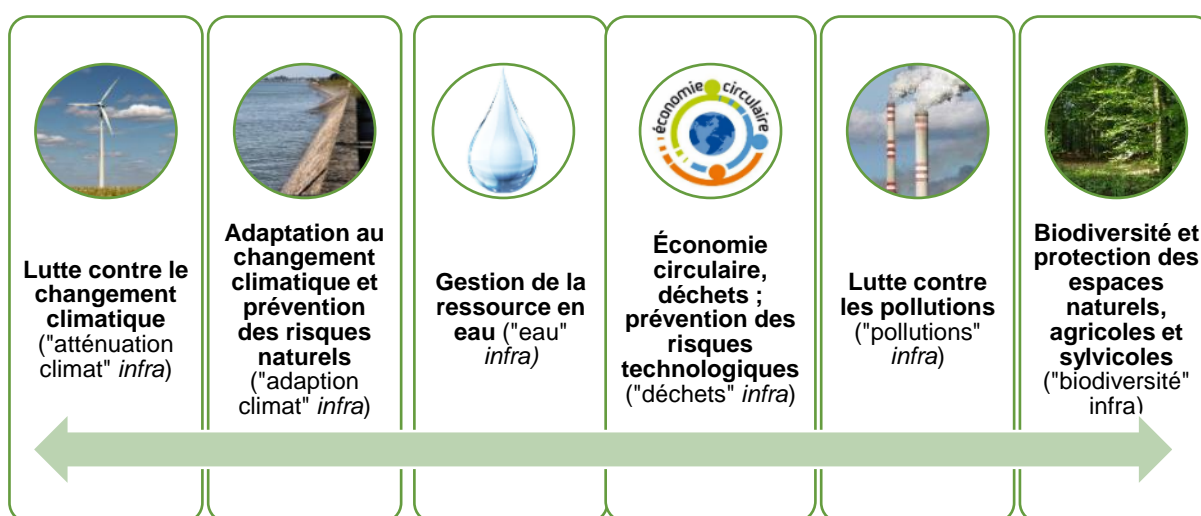 économie circulaire
Lutte contre le
changement
climatique
("atténuation
climat" infra)
Adaptation au
changement
climatique et
prévention
des risques
naturels
("adaption
climat" infra)
Gestion de la
ressource en
eau ("eau"
infra)
Économie
circulaire,
déchets ;
prévention des
risques
technologiques
("déchets" infra)
Lutte contre
les pollutions
("pollutions"
infra)
Biodiversité et
protection des
espaces
naturels,
agricoles et
sylvicoles
("biodiversité"
infra)